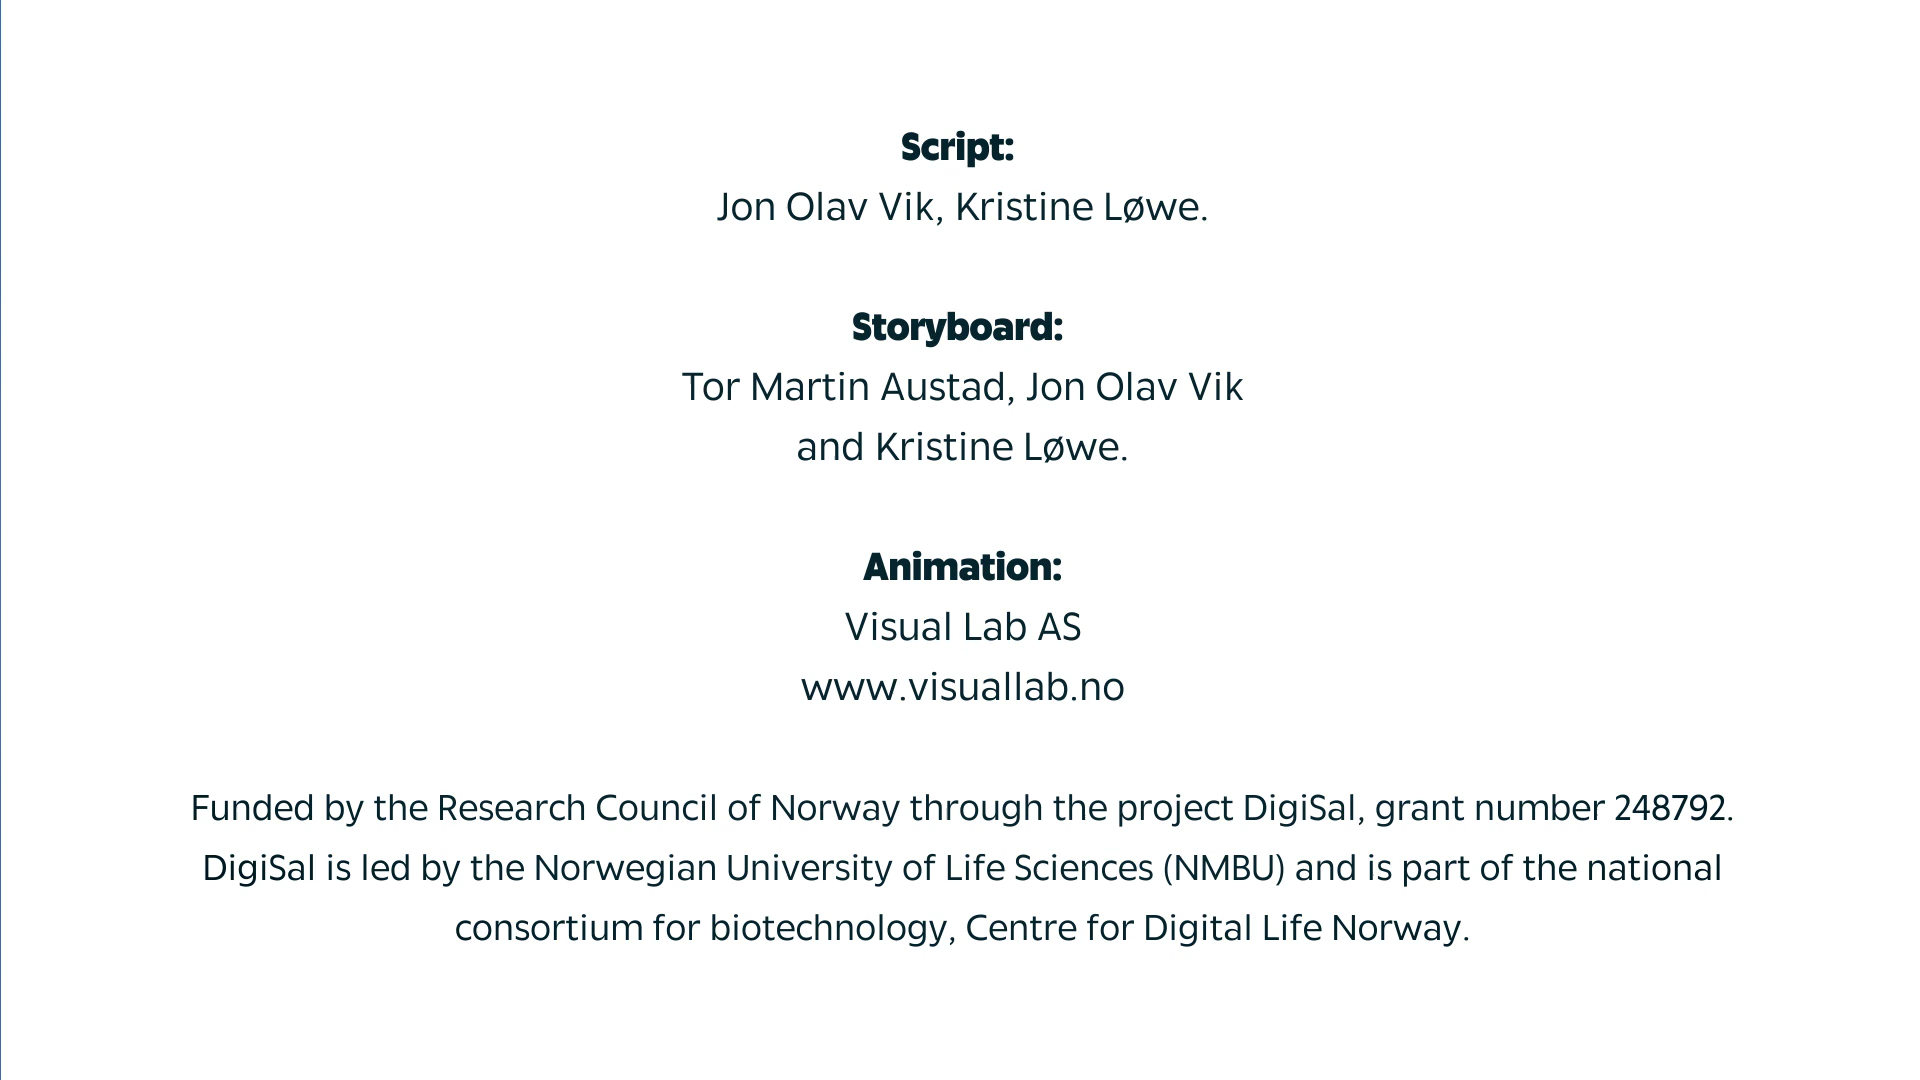 Script:
Jon Olav Vik, Kristine Løwe.
Storyboard:
Tor Martin Austad, Jon Olav Vik
and Kristine Løwe.
Animation:
Visual Lab AS
www.visuallab.no
Funded by the Research Council of Norway through the project DigiSal, grant number 248792.
DigiSal is led by the Norwegian University of Life Sciences (NMBU) and is part of the national
consortium for biotechnology, Centre for Digital Life Norway.